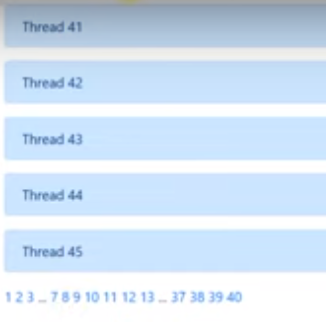 Thread 41
Thread 42
Thread 43
Thread 44
Thread 45
1 2 3 ... 7 8 9 10 11 12 13 ... 37 38 39 40